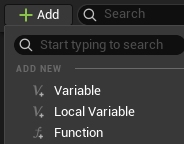 Add Search
Start typing to search
ADD NEW
Variable
Local Variable
Function